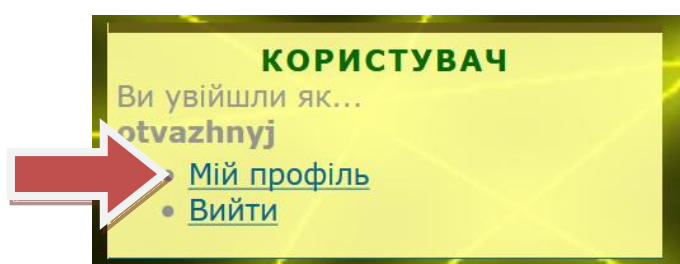 КОРИСТУВАЧ
Ви увійшли як...
otvazhnyj
Мій профіль
Вийти